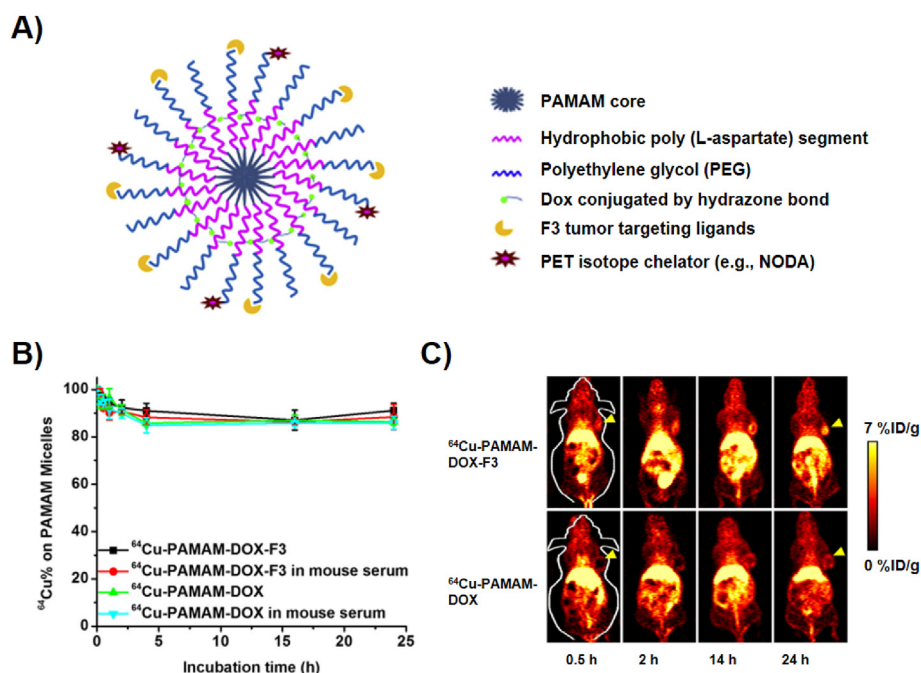 A)
PAMAM core
Hydrophobic poly (L-aspartate) segment
Polyethylene glycol (PEG)
Dox conjugated by hydrazone bond
F3 tumor targeting ligands
PET isotope chelator (e.g., NODA)
B)
100
80
60
40
20
0
⁶⁴Cu% on PAMAM Micelles
⁶⁴Cu-PAMAM-DOX-F3
⁶⁴Cu-PAMAM-DOX-F3 in mouse serum
⁶⁴Cu-PAMAM-DOX
⁶⁴Cu-PAMAM-DOX in mouse serum
0 5 10 15 20 25
Incubation time (h)
C)
⁶⁴Cu-PAMAM-
DOX-F3
⁶⁴Cu-PAMAM-
DOX
7 %ID/g
0 %ID/g
0.5 h 2 h 14 h 24 h